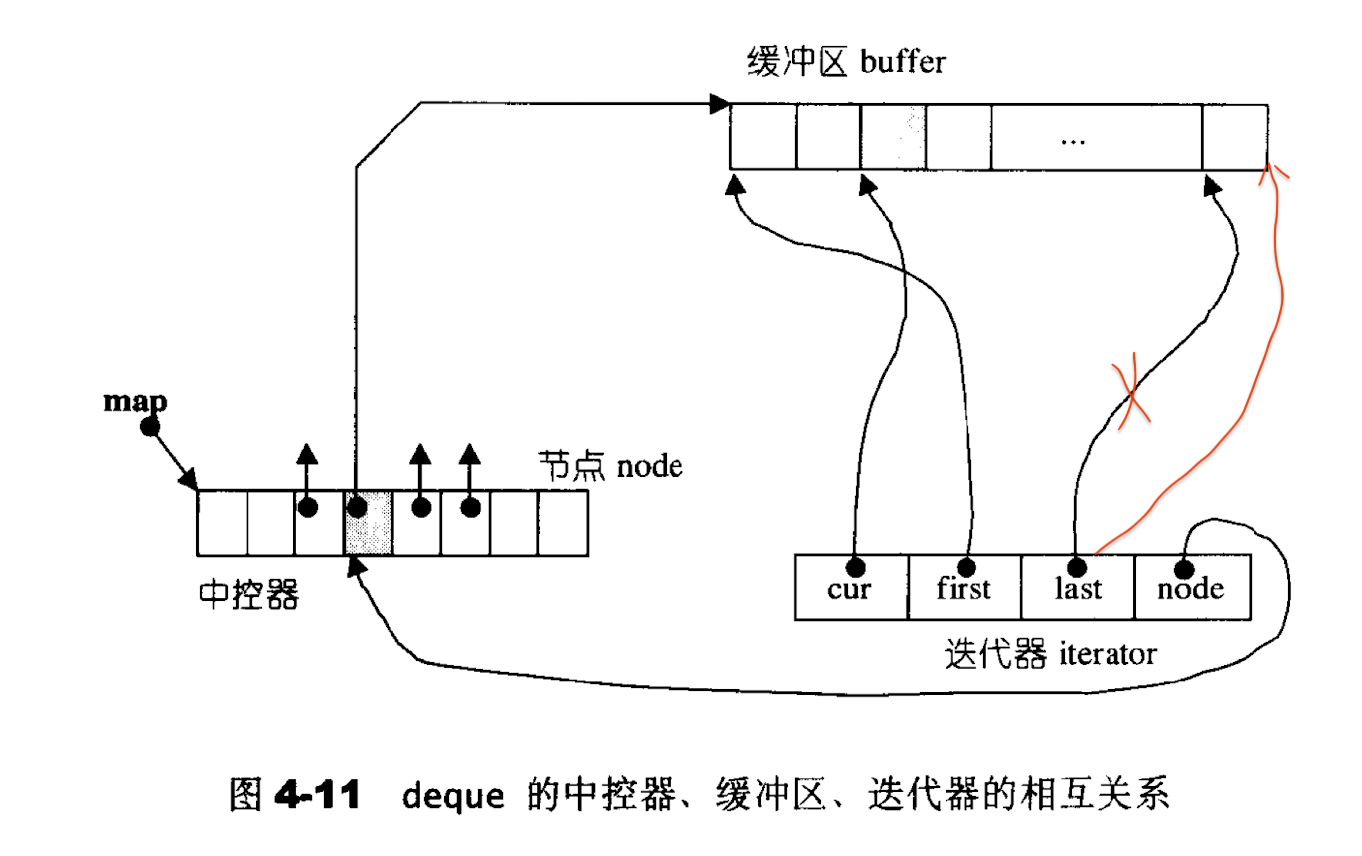 缓冲区 buffer
...
map
节点 node
中控器
cur first last node
迭代器 iterator
图 4-11 deque 的中控器、缓冲区、迭代器的相互关系